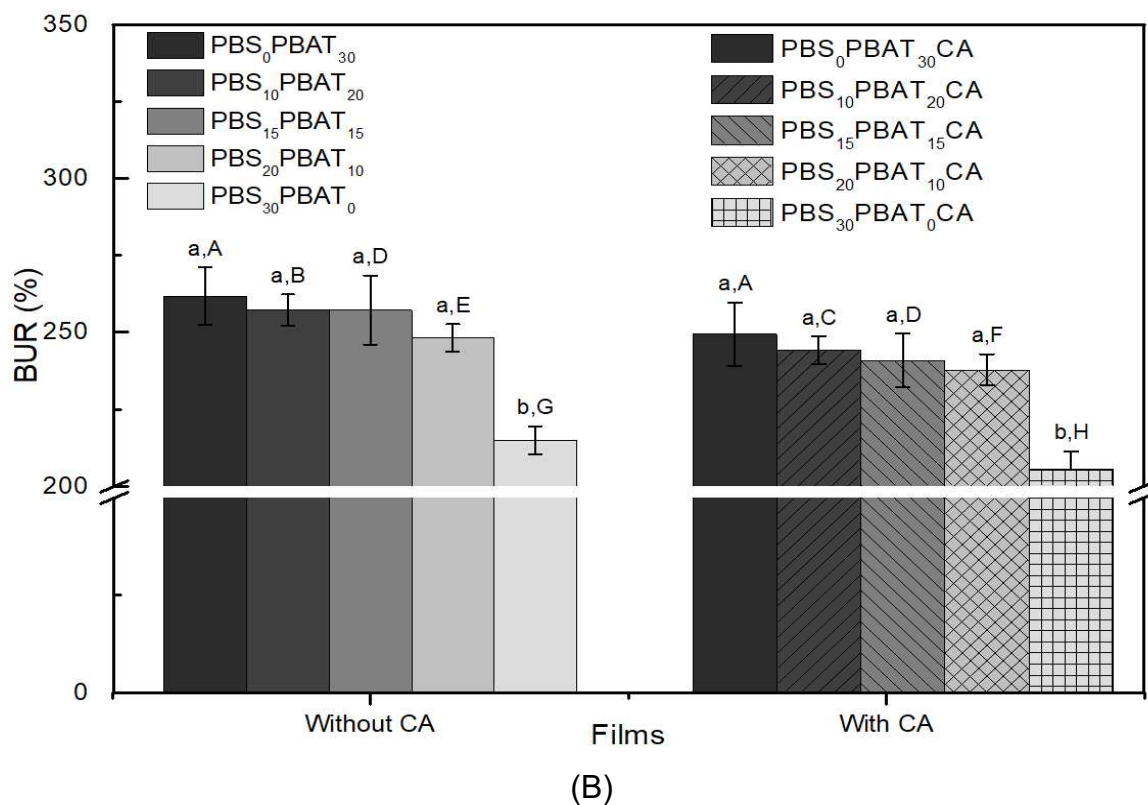 350
300
250
200
0
BUR (%)
PBS₀PBAT₃₀
PBS₁₀PBAT₂₀
PBS₁₅PBAT₁₅
PBS₂₀PBAT₁₀
PBS₃₀PBAT₀
PBS₀PBAT₃₀CA
PBS₁₀PBAT₂₀CA
PBS₁₅PBAT₁₅CA
PBS₂₀PBAT₁₀CA
PBS₃₀PBAT₀CA
a,A
a,B
a,D
a,E
b,G
a,A
a,C
a,D
a,F
b,H
Without CA
With CA
Films
(B)